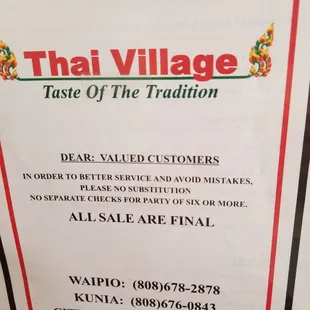 Thai Village
Taste Of The Tradition
DEAR: VALUED CUSTOMERS
IN ORDER TO BETTER SERVICE AND AVOID MISTAKES,
PLEASE NO SUBSTITUTION
NO SEPARATE CHECKS FOR PARTY OF SIX OR MORE.
ALL SALE ARE FINAL
WAIPIO: (808)678-2878
KUNIA: (808)676-0843